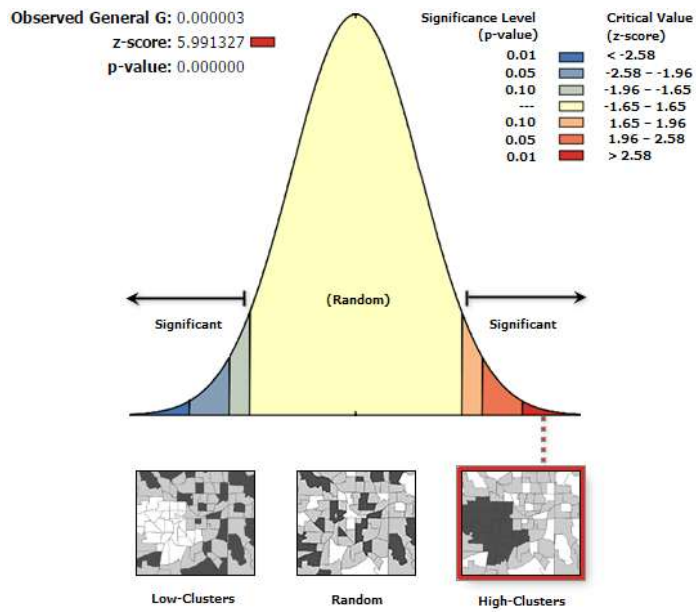 Observed General G: 0.000003
z-score: 5.991327
p-value: 0.000000
Significance Level
(p-value)
Critical Value
(z-score)
0.01 < -2.58
0.05 -2.58 – -1.96
0.10 -1.96 – -1.65
--- -1.65 – 1.65
0.10 1.65 – 1.96
0.05 1.96 – 2.58
0.01 > 2.58
(Random)
Significant
Significant
Low-Clusters
Random
High-Clusters